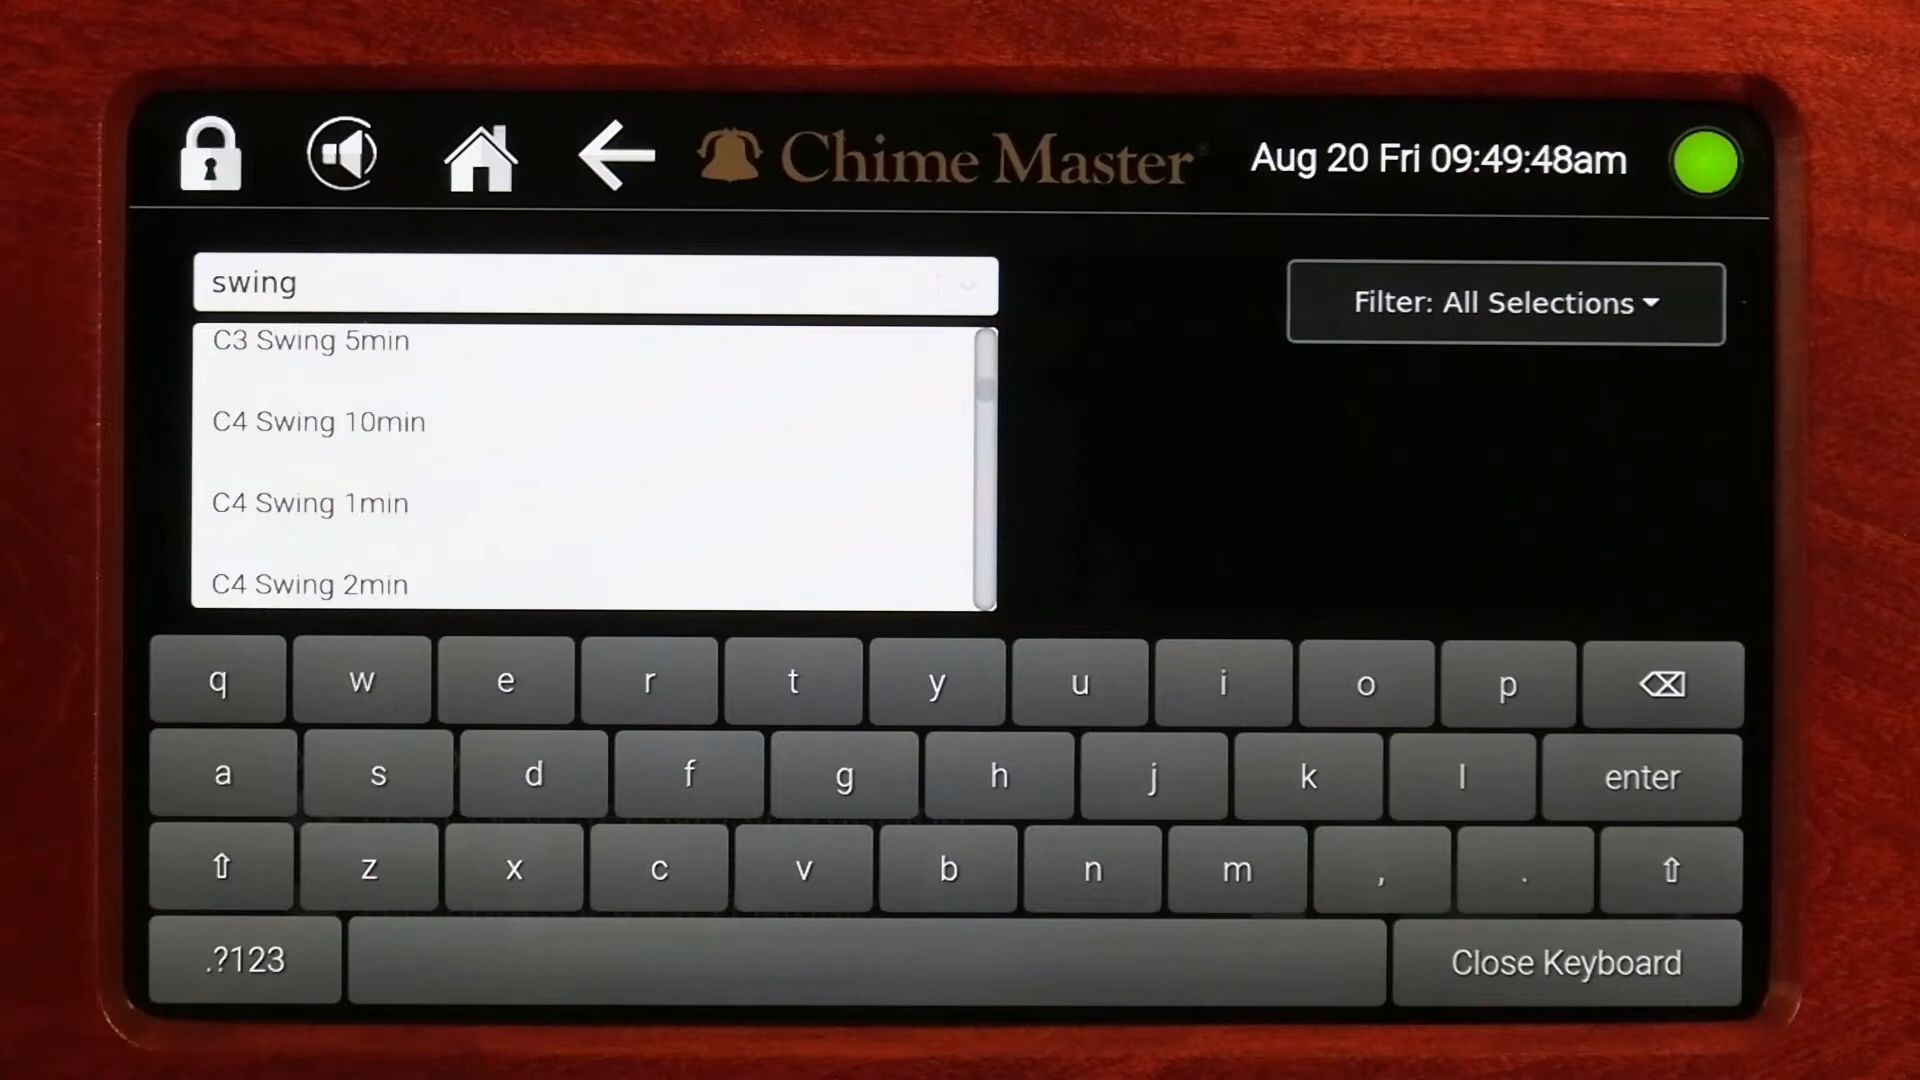 Chime Master
Aug 20 Fri 09:49:48am
swing
Filter: All Selections
C3 Swing 5min
C4 Swing 10min
C4 Swing 1min
C4 Swing 2min
q w e r t y u i o p
a s d f g h j k l enter
z x c v b n m , .
.?123 Close Keyboard